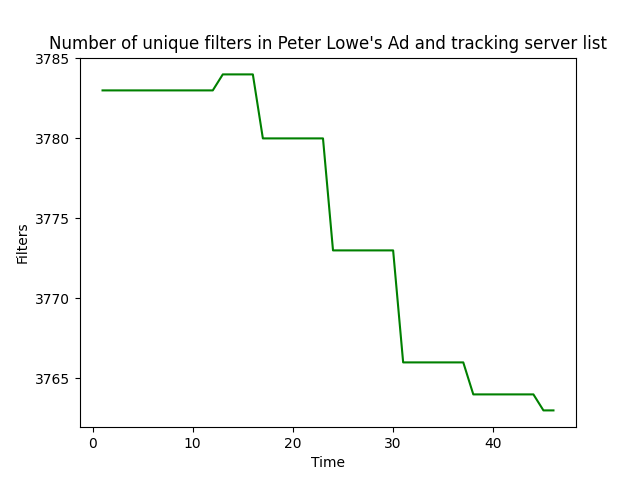 Number of unique filters in Peter Lowe's Ad and tracking server list
3785
3780
3775
3770
3765
Filters
0 10 20 30 40
Time